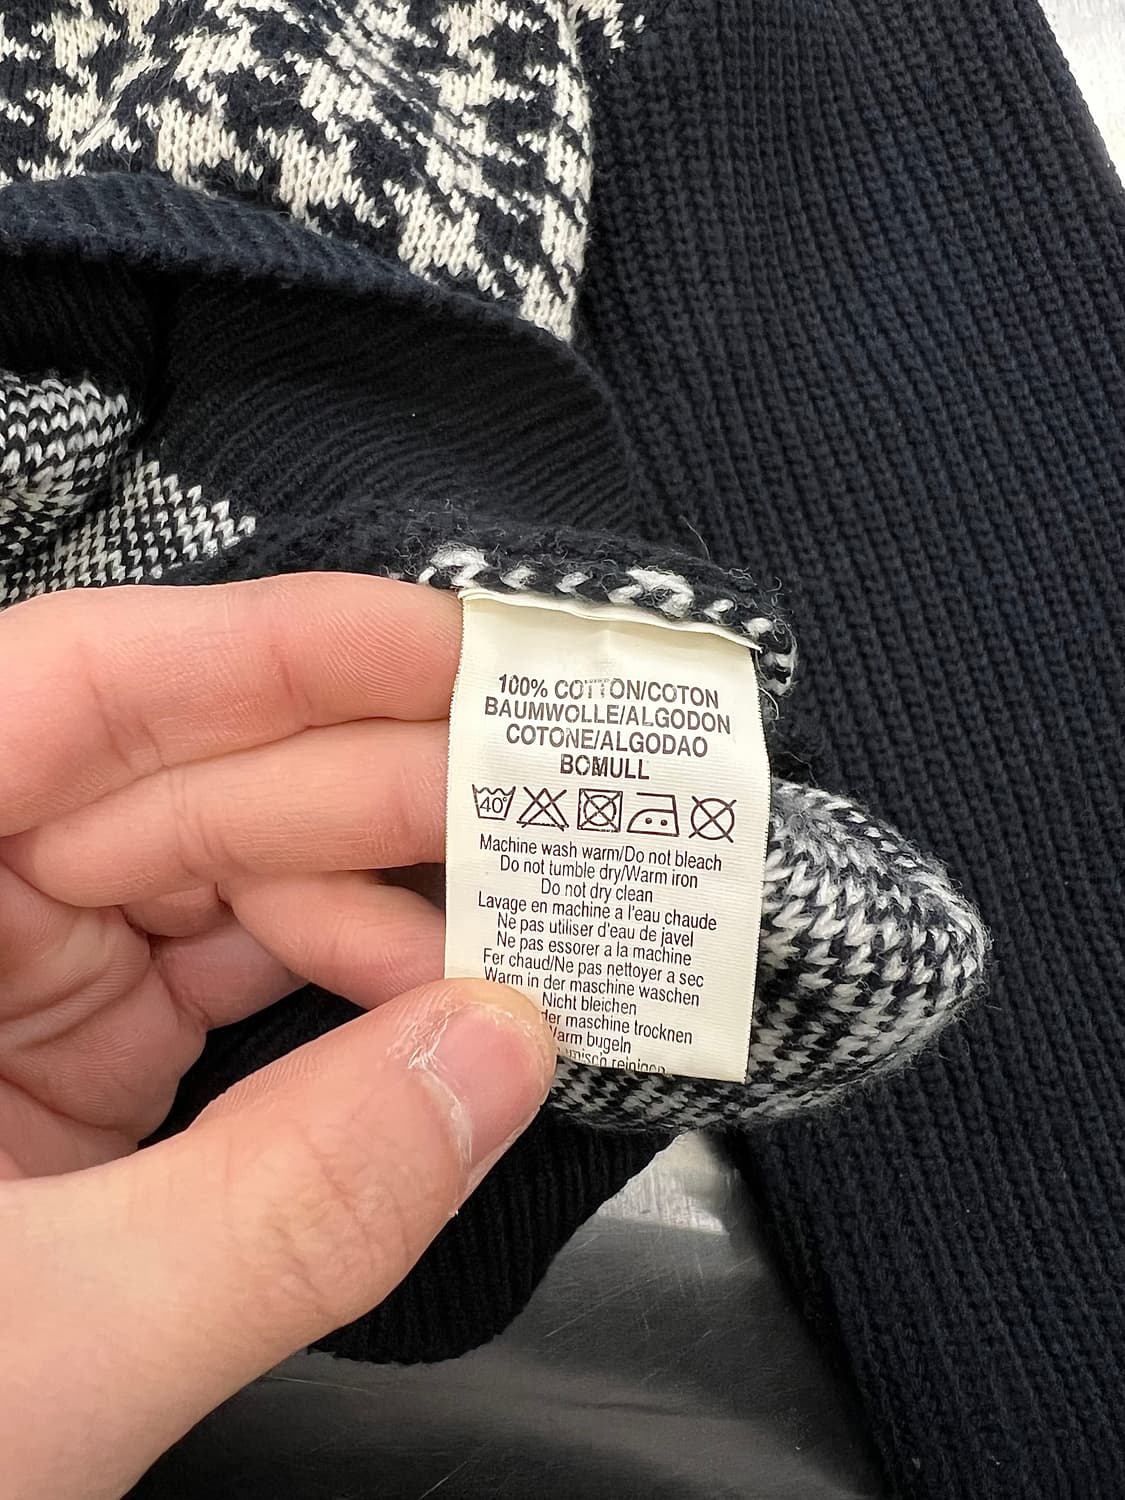 100% COTTON/COTON
BAUMWOLLE/ALGODON
COTONE/ALGODAO
BOMULL
40°
Machine wash warm/Do not bleach
Do not tumble dry/Warm iron
Do not dry clean
Lavage en machine a l'eau chaude
Ne pas utiliser d'eau de javel
Ne pas essorer a la machine
Fer chaud/Ne pas nettoyer a sec
Warm in der maschine waschen
Nicht bleichen
der maschine trocknen
Warm bugeln